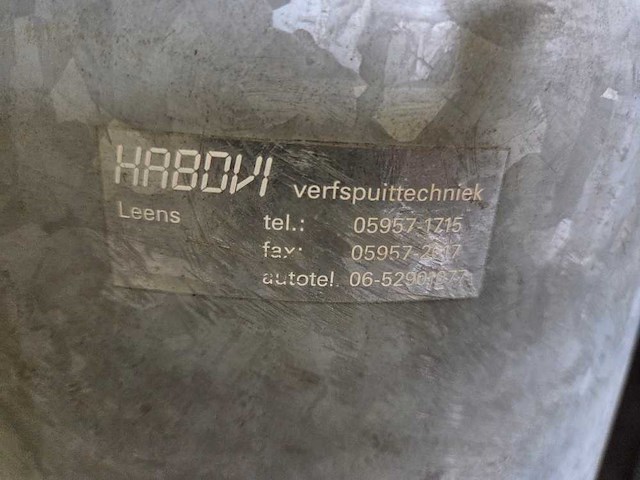 HABOVI verfspuittechniek
Leens tel.: 05957-1715
fax:
autotel.